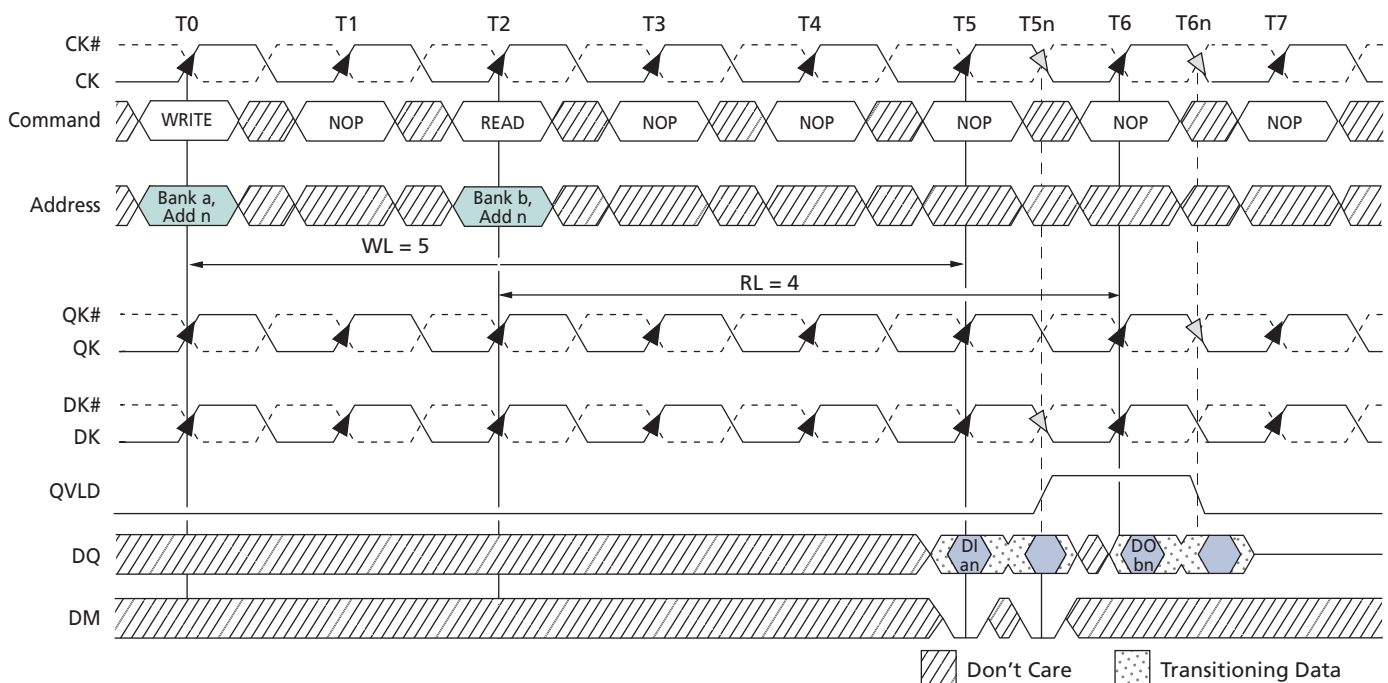 T0 T1 T2 T3 T4 T5 T5n T6 T6n T7
CK#
CK
Command WRITE NOP READ NOP NOP NOP NOP NOP
Address Bank a, Add n Bank b, Add n
WL = 5
RL = 4
QK#
QK
DK#
DK
QVLD
DQ DI an DO bn
DM
Don't Care Transitioning Data